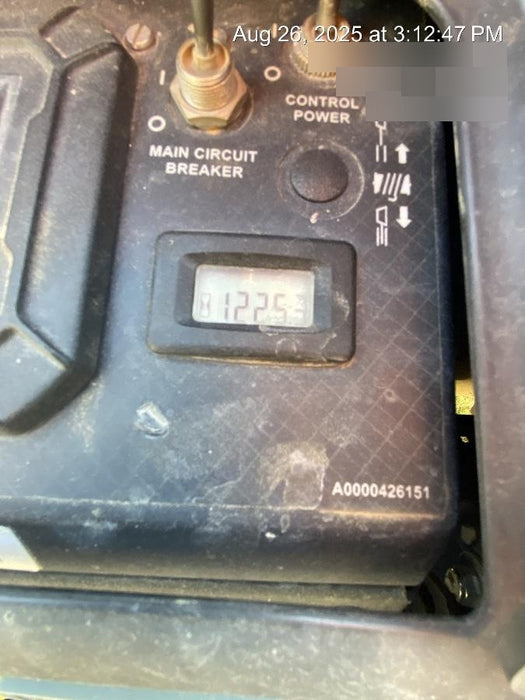 Aug 26, 2025 at 3:12:47 PM
I
O
O
CONTROL
POWER
MAIN CIRCUIT
BREAKER
1225
A0000426151